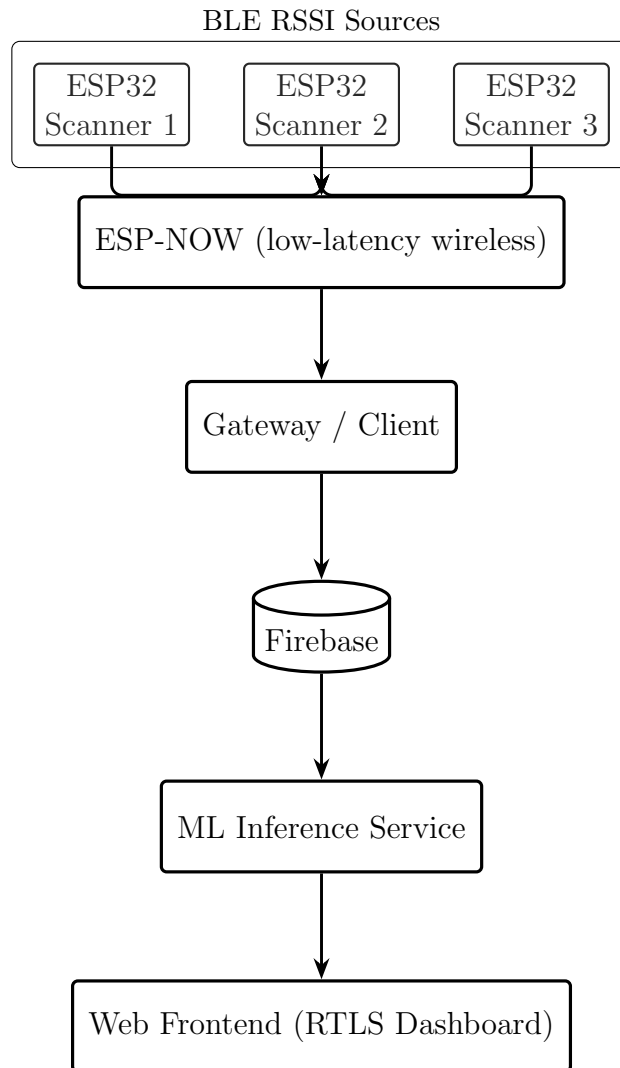 BLE RSSI Sources
ESP32
Scanner 1
ESP32
Scanner 2
ESP32
Scanner 3
ESP-NOW (low-latency wireless)
Gateway / Client
Firebase
ML Inference Service
Web Frontend (RTLS Dashboard)